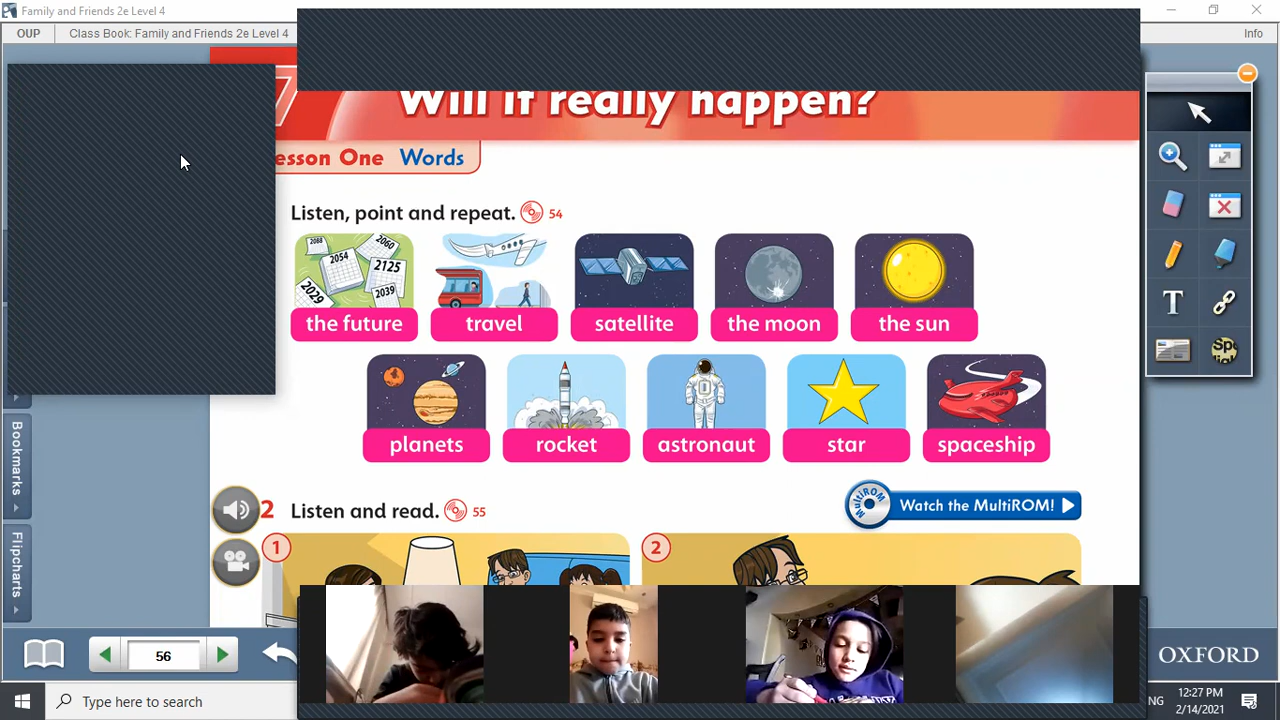 Family and Friends 2e Level 4
OUP
Class Book: Family and Friends 2e Level 4
Info
7
Will it really happen?
esson One Words
Listen, point and repeat. 54
2088
2060
2054
2125
2029
2039
the future
travel
satellite
the moon
the sun
planets
rocket
astronaut
star
spaceship
2 Listen and read. 55
MultiROM
Watch the MultiROM!
1
2
Bookmarks
Flipcharts
T
56
OXFORD
Type here to search
NG
12:27 PM
2/14/2021